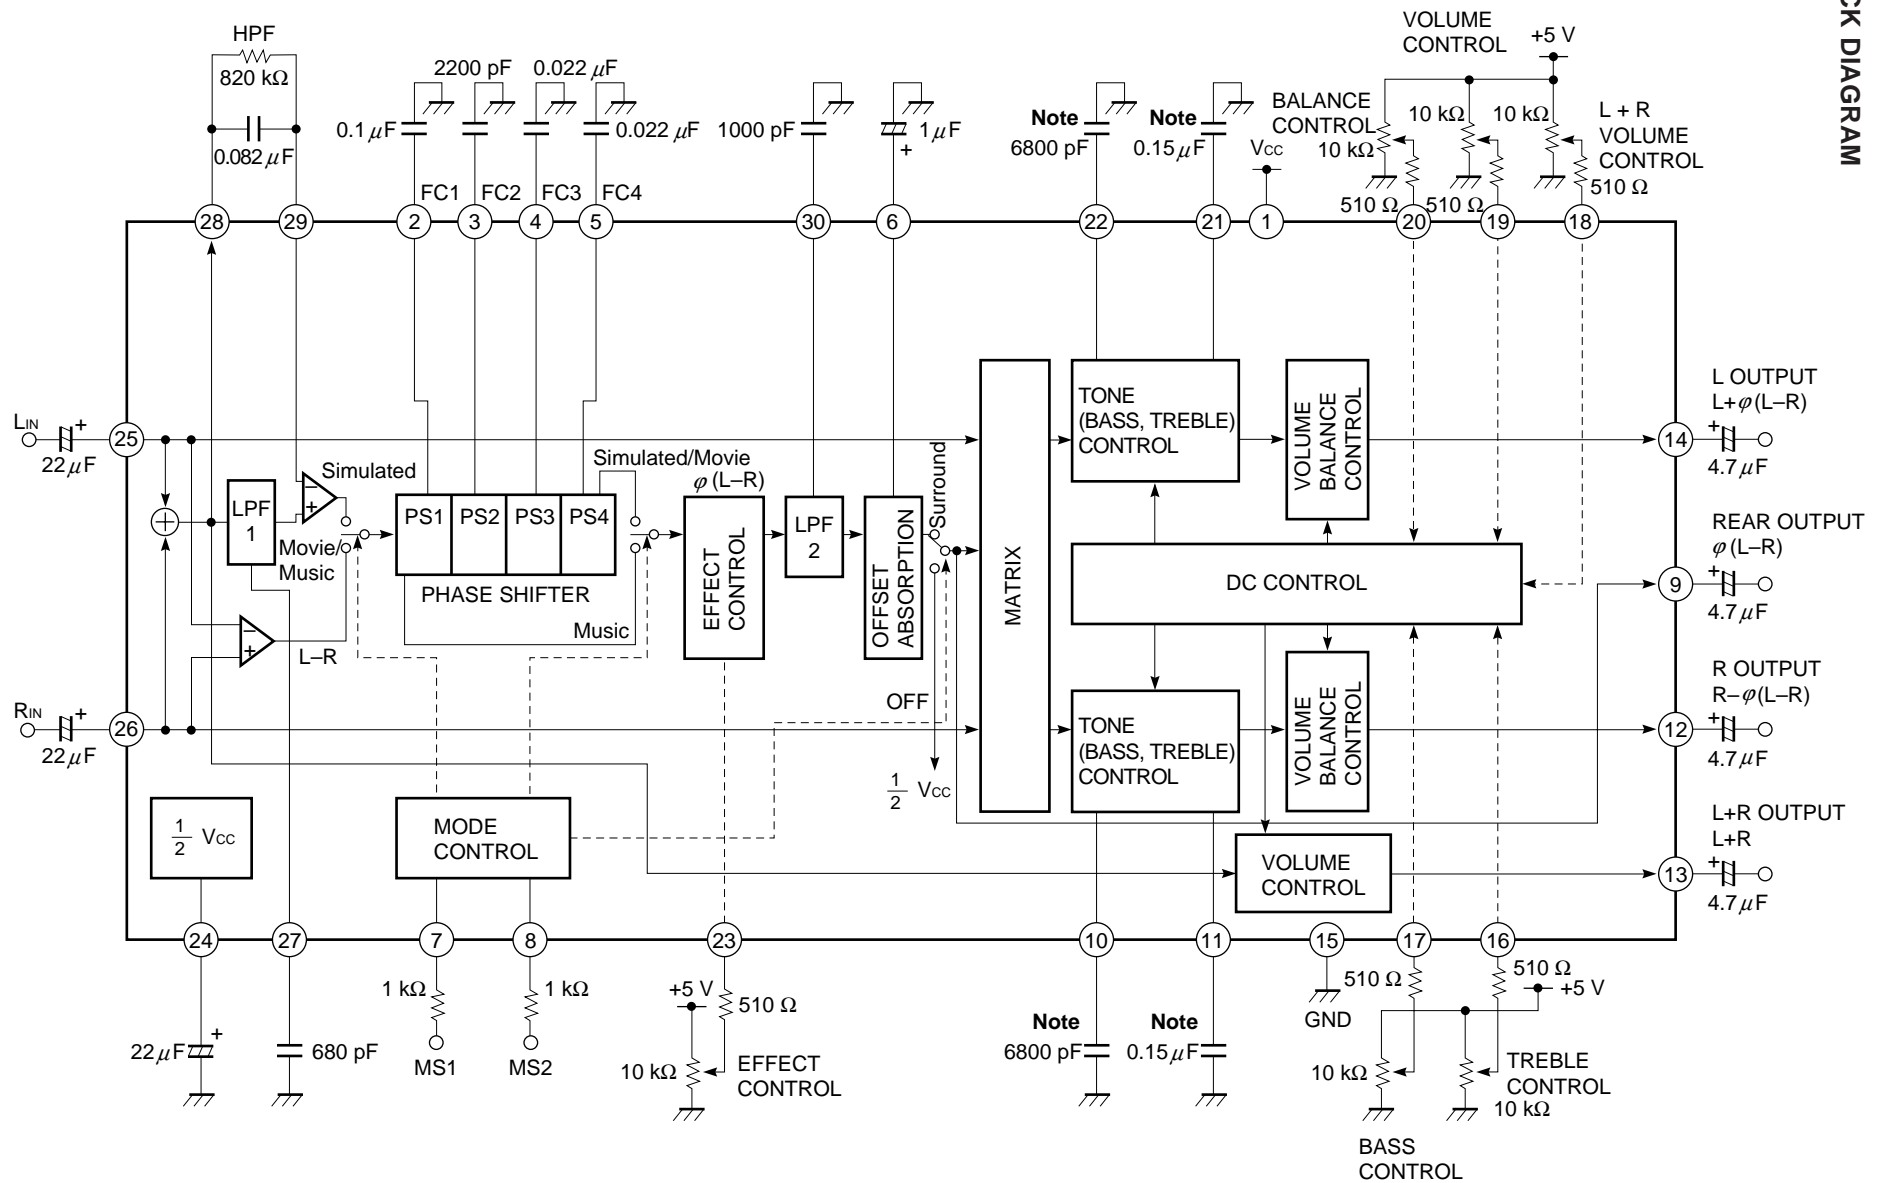 CK DIAGRAM
HPF
820 kΩ
0.082 μF
2200 pF
0.022 μF
0.1 μF
0.022 μF
1000 pF
1 μF
+
Note
6800 pF
Note
0.15 μF
VCC
VOLUME
CONTROL
+5 V
BALANCE
CONTROL
10 kΩ
10 kΩ
10 kΩ
L + R
VOLUME
CONTROL
510 Ω
510 Ω
510 Ω
FC1
FC2
FC3
FC4
28
29
2
3
4
5
30
6
22
21
1
20
19
18
LIN
+
22 μF
25
LPF
1
−
+
Simulated
Movie/
Music
−
+
L–R
PS1
PS2
PS3
PS4
PHASE SHIFTER
Simulated/Movie
φ (L–R)
Music
EFFECT
CONTROL
LPF
2
OFFSET
ABSORPTION
Surround
OFF
1/2 VCC
MATRIX
TONE
(BASS, TREBLE)
CONTROL
VOLUME
BALANCE
CONTROL
DC CONTROL
TONE
(BASS, TREBLE)
CONTROL
VOLUME
BALANCE
CONTROL
VOLUME
CONTROL
L OUTPUT
L+φ (L–R)
14
+
4.7 μF
REAR OUTPUT
φ (L–R)
9
+
4.7 μF
R OUTPUT
R–φ (L–R)
12
+
4.7 μF
L+R OUTPUT
L+R
13
+
4.7 μF
RIN
+
22 μF
26
1/2 VCC
MODE
CONTROL
24
27
7
8
23
10
11
15
17
16
22 μF
+
680 pF
1 kΩ
MS1
1 kΩ
MS2
+5 V
510 Ω
10 kΩ
EFFECT
CONTROL
Note
6800 pF
Note
0.15 μF
GND
510 Ω
510 Ω
+5 V
10 kΩ
BASS
CONTROL
TREBLE
CONTROL
10 kΩ